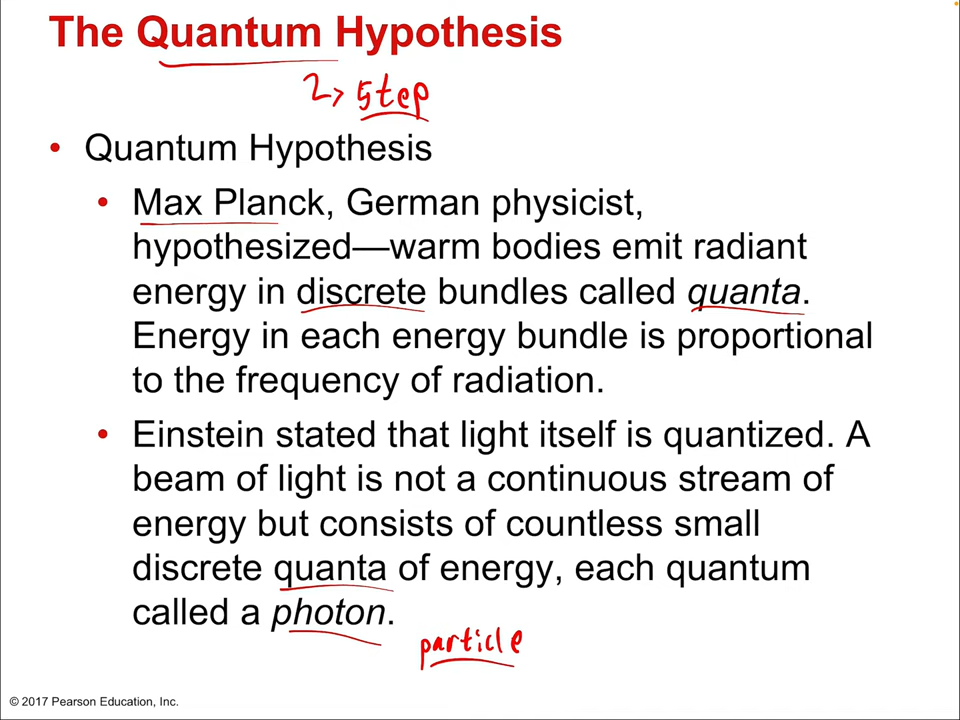 The Quantum Hypothesis
step
• Quantum Hypothesis
• Max Planck, German physicist,
hypothesized—warm bodies emit radiant
energy in discrete bundles called quanta.
Energy in each energy bundle is proportional
to the frequency of radiation.
• Einstein stated that light itself is quantized. A
beam of light is not a continuous stream of
energy but consists of countless small
discrete quanta of energy, each quantum
called a photon.
particle
© 2017 Pearson Education, Inc.